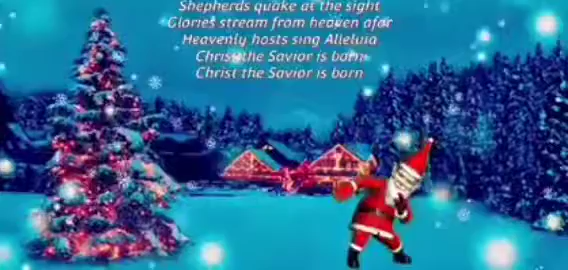 Shepherds quake at the sight
Glories stream from heaven afar
Heavenly hosts sing Alleluia
Christ the Savior is born
Christ the Savior is born